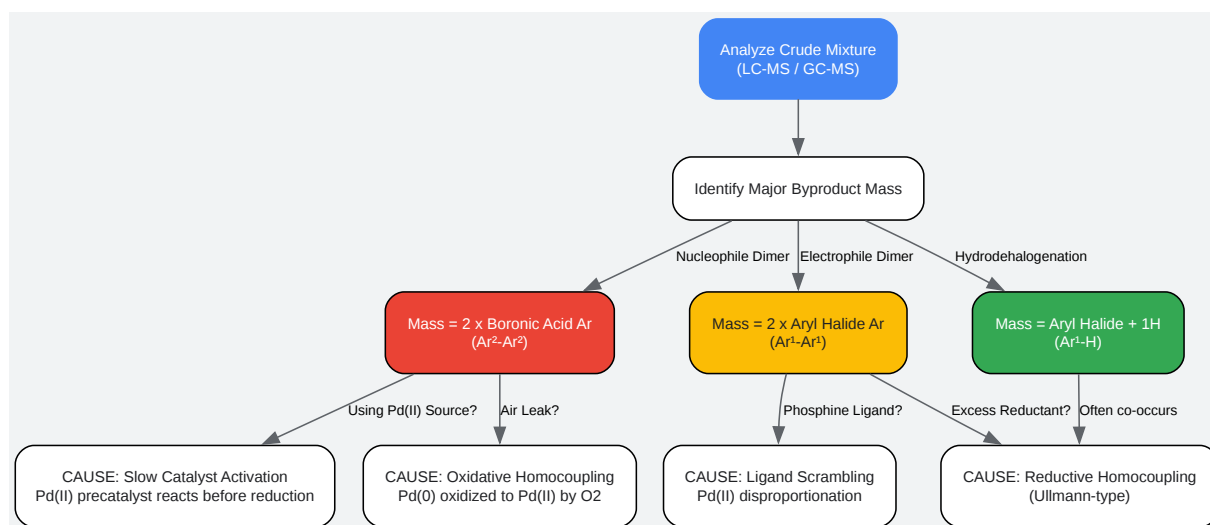 Analyze Crude Mixture
(LC-MS / GC-MS)
Identify Major Byproduct Mass
Nucleophile Dimer
Electrophile Dimer
Hydrodehalogenation
Mass = 2 x Boronic Acid Ar
(Ar²-Ar²)
Mass = 2 x Aryl Halide Ar
(Ar¹-Ar¹)
Mass = Aryl Halide + 1H
(Ar¹-H)
Using Pd(II) Source?
Air Leak?
Phosphine Ligand?
Excess Reductant?
Often co-occurs
CAUSE: Slow Catalyst Activation
Pd(II) precatalyst reacts before reduction
CAUSE: Oxidative Homocoupling
Pd(0) oxidized to Pd(II) by O2
CAUSE: Ligand Scrambling
Pd(II) disproportionation
CAUSE: Reductive Homocoupling
(Ullmann-type)